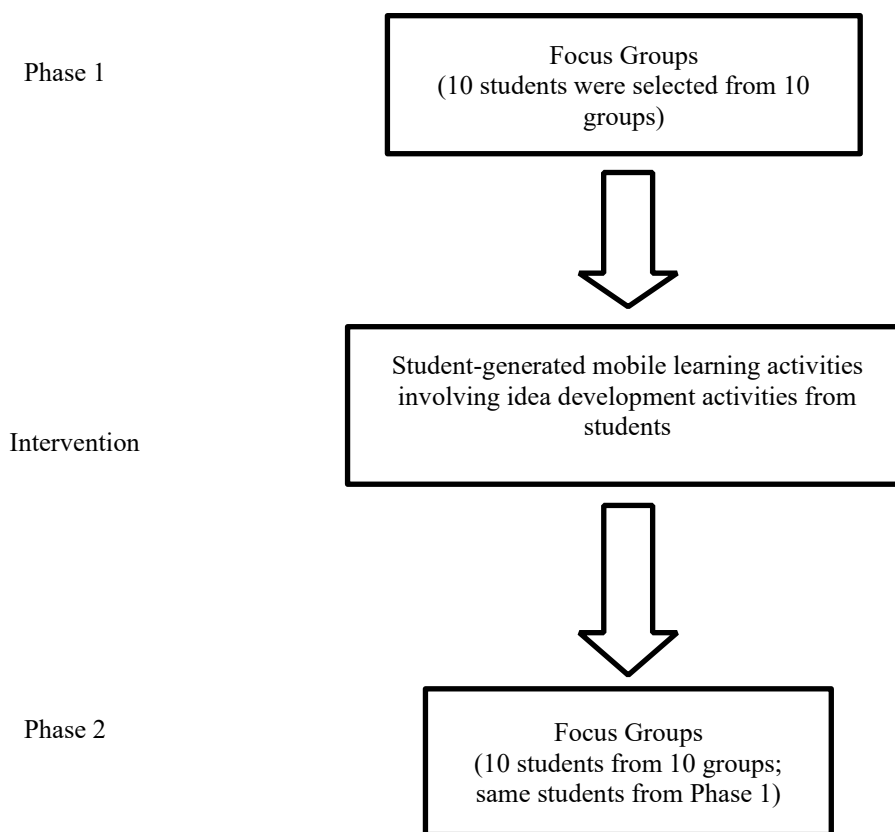 Phase 1
Focus Groups
(10 students were selected from 10
groups)
Intervention
Student-generated mobile learning activities
involving idea development activities from
students
Phase 2
Focus Groups
(10 students from 10 groups;
same students from Phase 1)